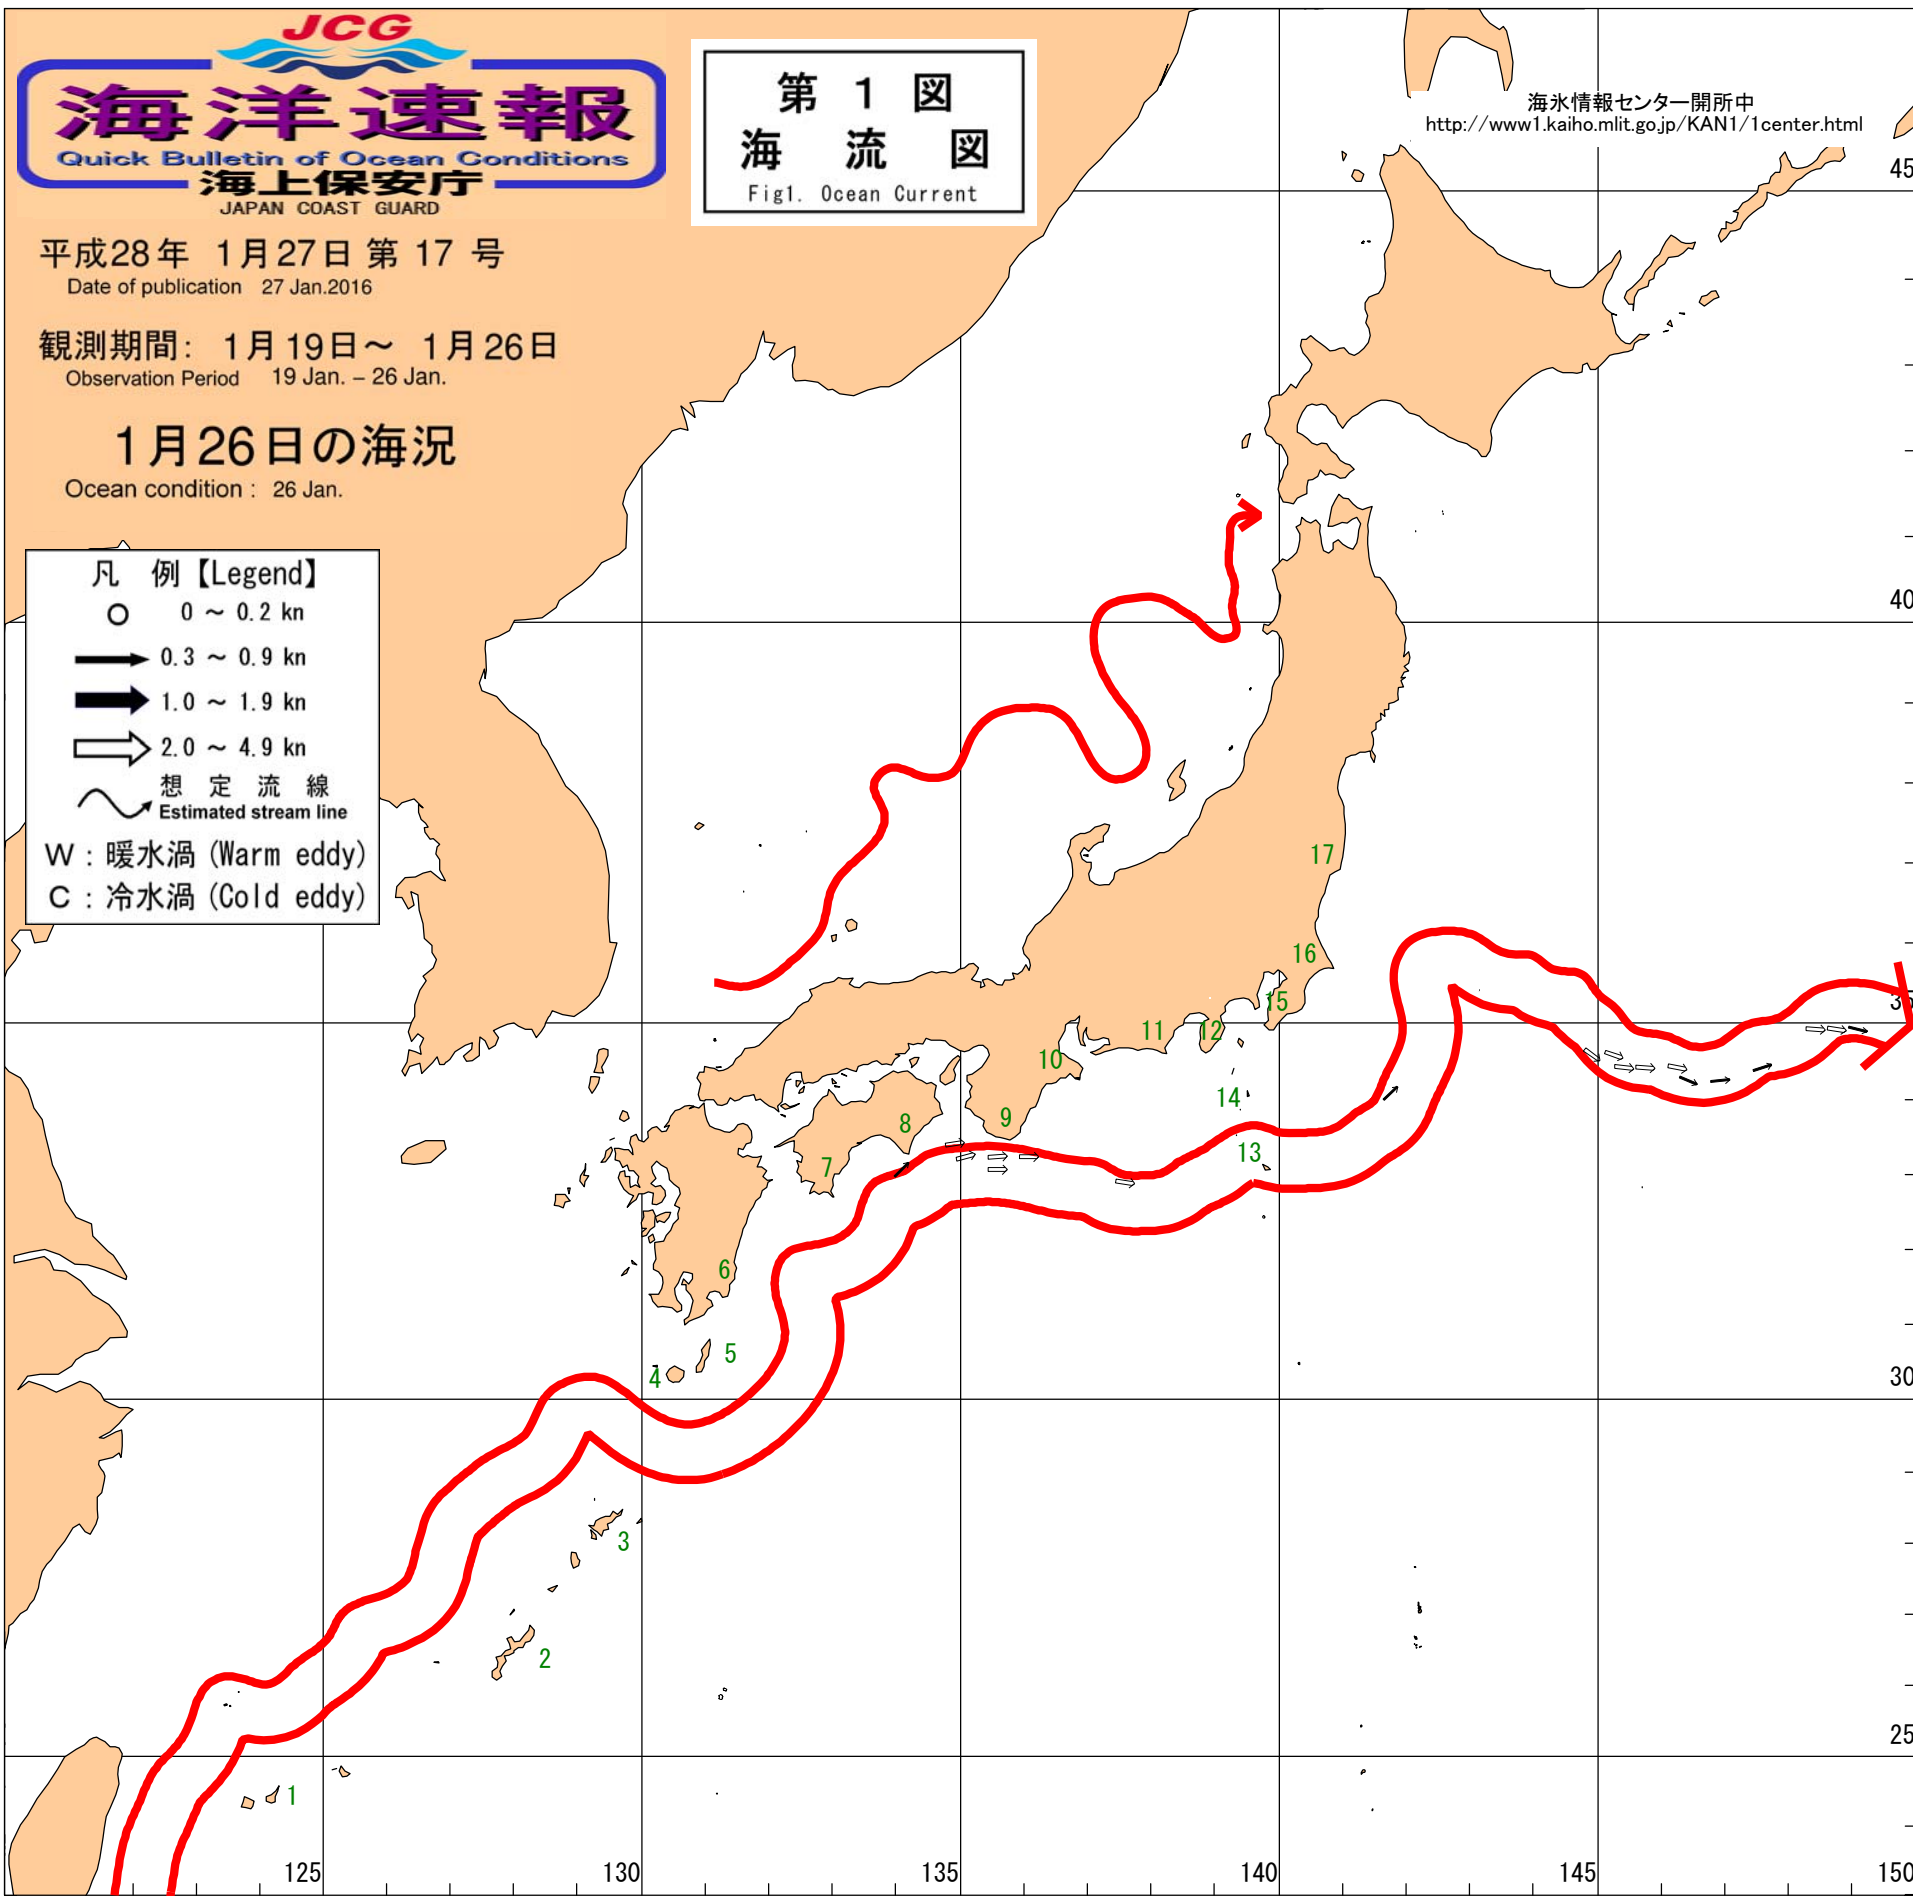 JCG
海洋速報
Quick Bulletin of Ocean Conditions
海上保安庁
JAPAN COAST GUARD
第 1 図
海 流 図
Fig1. Ocean Current
海氷情報センター開所中
http://www1.kaiho.mlit.go.jp/KAN1/1center.html
平成28年 1月27日 第 17 号
Date of publication 27 Jan.2016
観測期間: 1月19日～ 1月26日
Observation Period 19 Jan. – 26 Jan.
1月26日の海況
Ocean condition : 26 Jan.
凡 例【Legend】
0 ～ 0.2 kn
0.3 ～ 0.9 kn
1.0 ～ 1.9 kn
2.0 ～ 4.9 kn
想 定 流 線
Estimated stream line
W : 暖水渦 (Warm eddy)
C : 冷水渦 (Cold eddy)
45
40
17
16
35
15
12
11
10
14
9
8
13
7
6
5
4
30
3
2
25
1
125
130
135
140
145
150